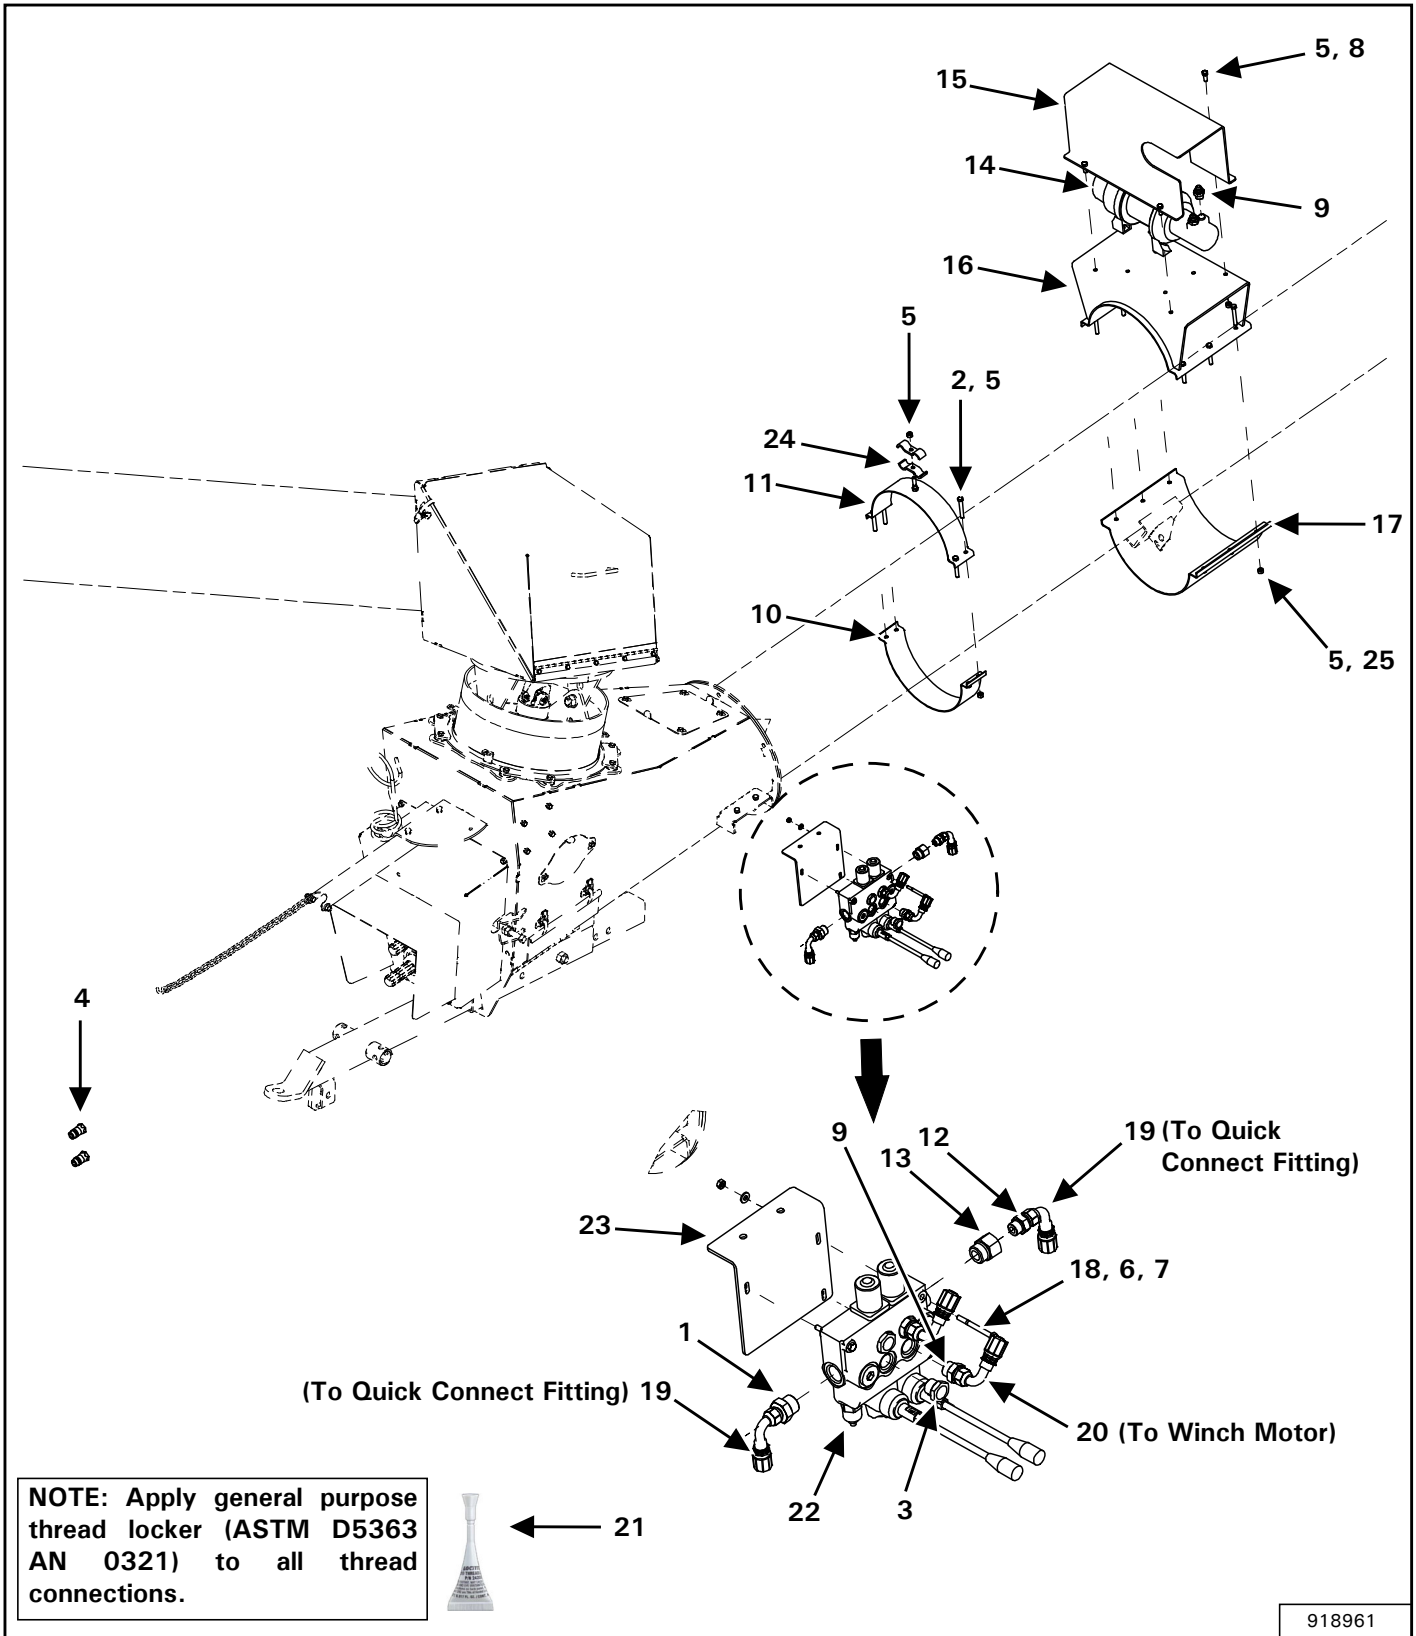 5, 8
15
14
9
16
5
2, 5
24
11
17
10
5, 25
4
9
12
19 (To Quick
Connect Fitting)
13
23
18, 6, 7
1
(To Quick Connect Fitting) 19
20 (To Winch Motor)
22
3
NOTE: Apply general purpose
thread locker (ASTM D5363
AN 0321) to all thread
connections.
21
918961